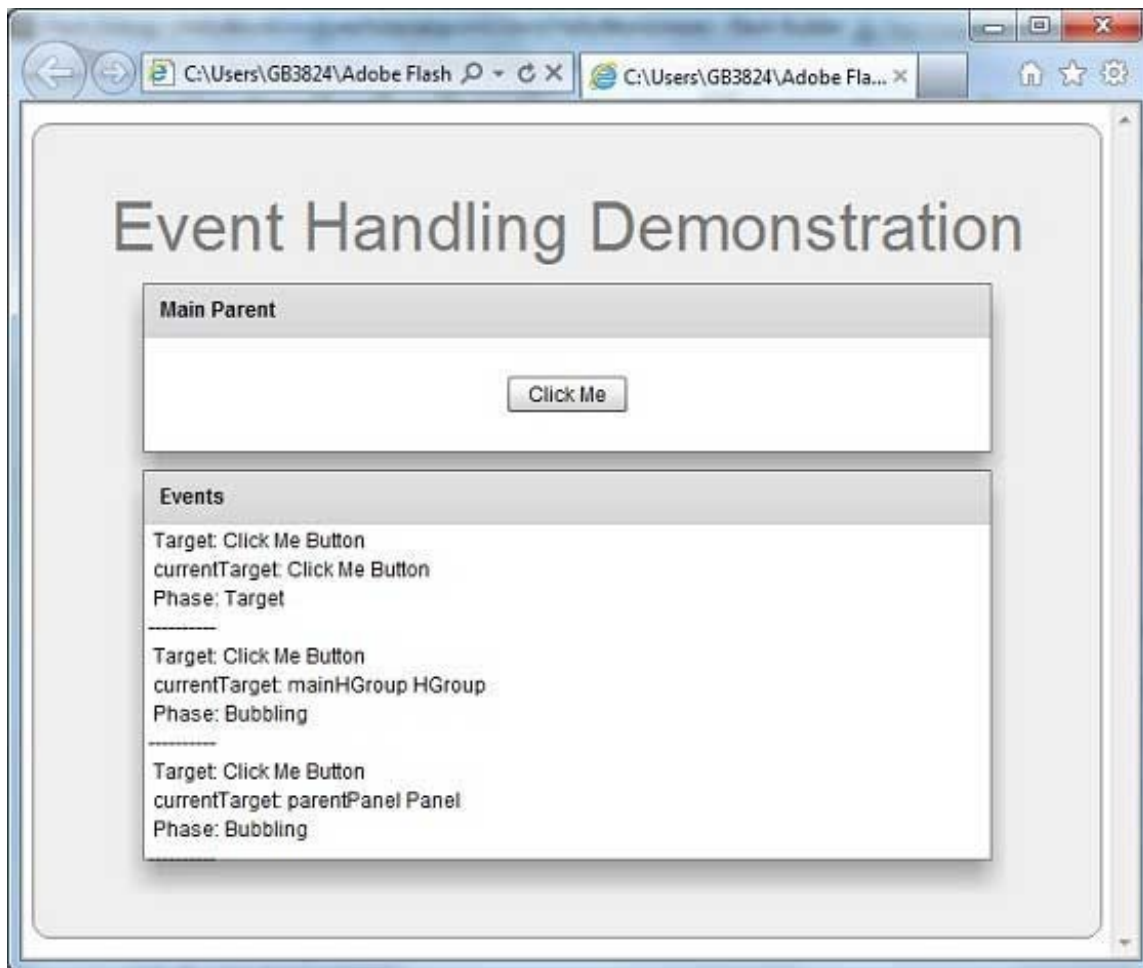 C:\Users\GB3824\Adobe Flash
C:\Users\GB3824\Adobe Fla...
Event Handling Demonstration
Main Parent
Click Me
Events
Target: Click Me Button
currentTarget: Click Me Button
Phase: Target
----------
Target: Click Me Button
currentTarget: mainHGroup HGroup
Phase: Bubbling
----------
Target: Click Me Button
currentTarget: parentPanel Panel
Phase: Bubbling
----------